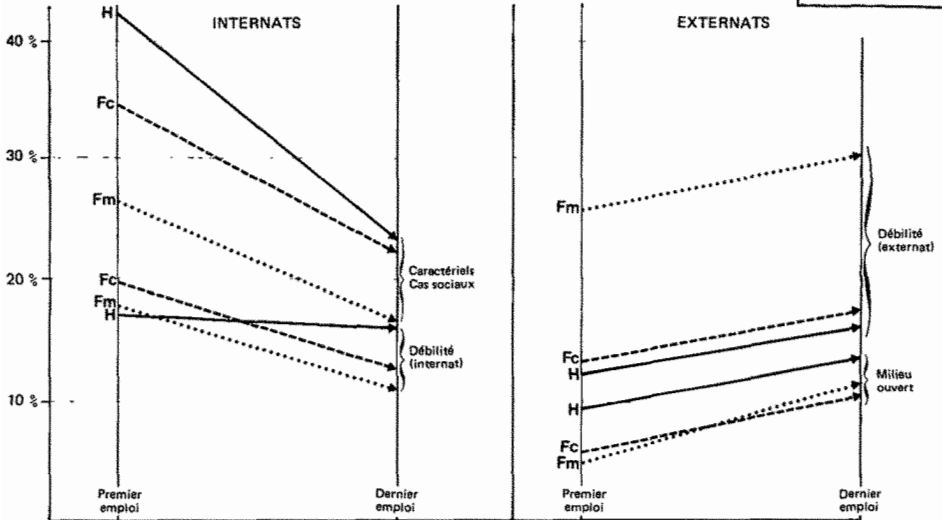 INTERNATS
EXTERNATS
40 %
30 %
20 %
10 %
H
Fc
Fm
Fc
Fm
H
Caractériels
Cas sociaux
Débilité
(internat)
Premier
emploi
Dernier
emploi
Fm
Fc
H
H
Fc
Fm
Débilité
(externat)
Milieu
ouvert
Premier
emploi
Dernier
emploi